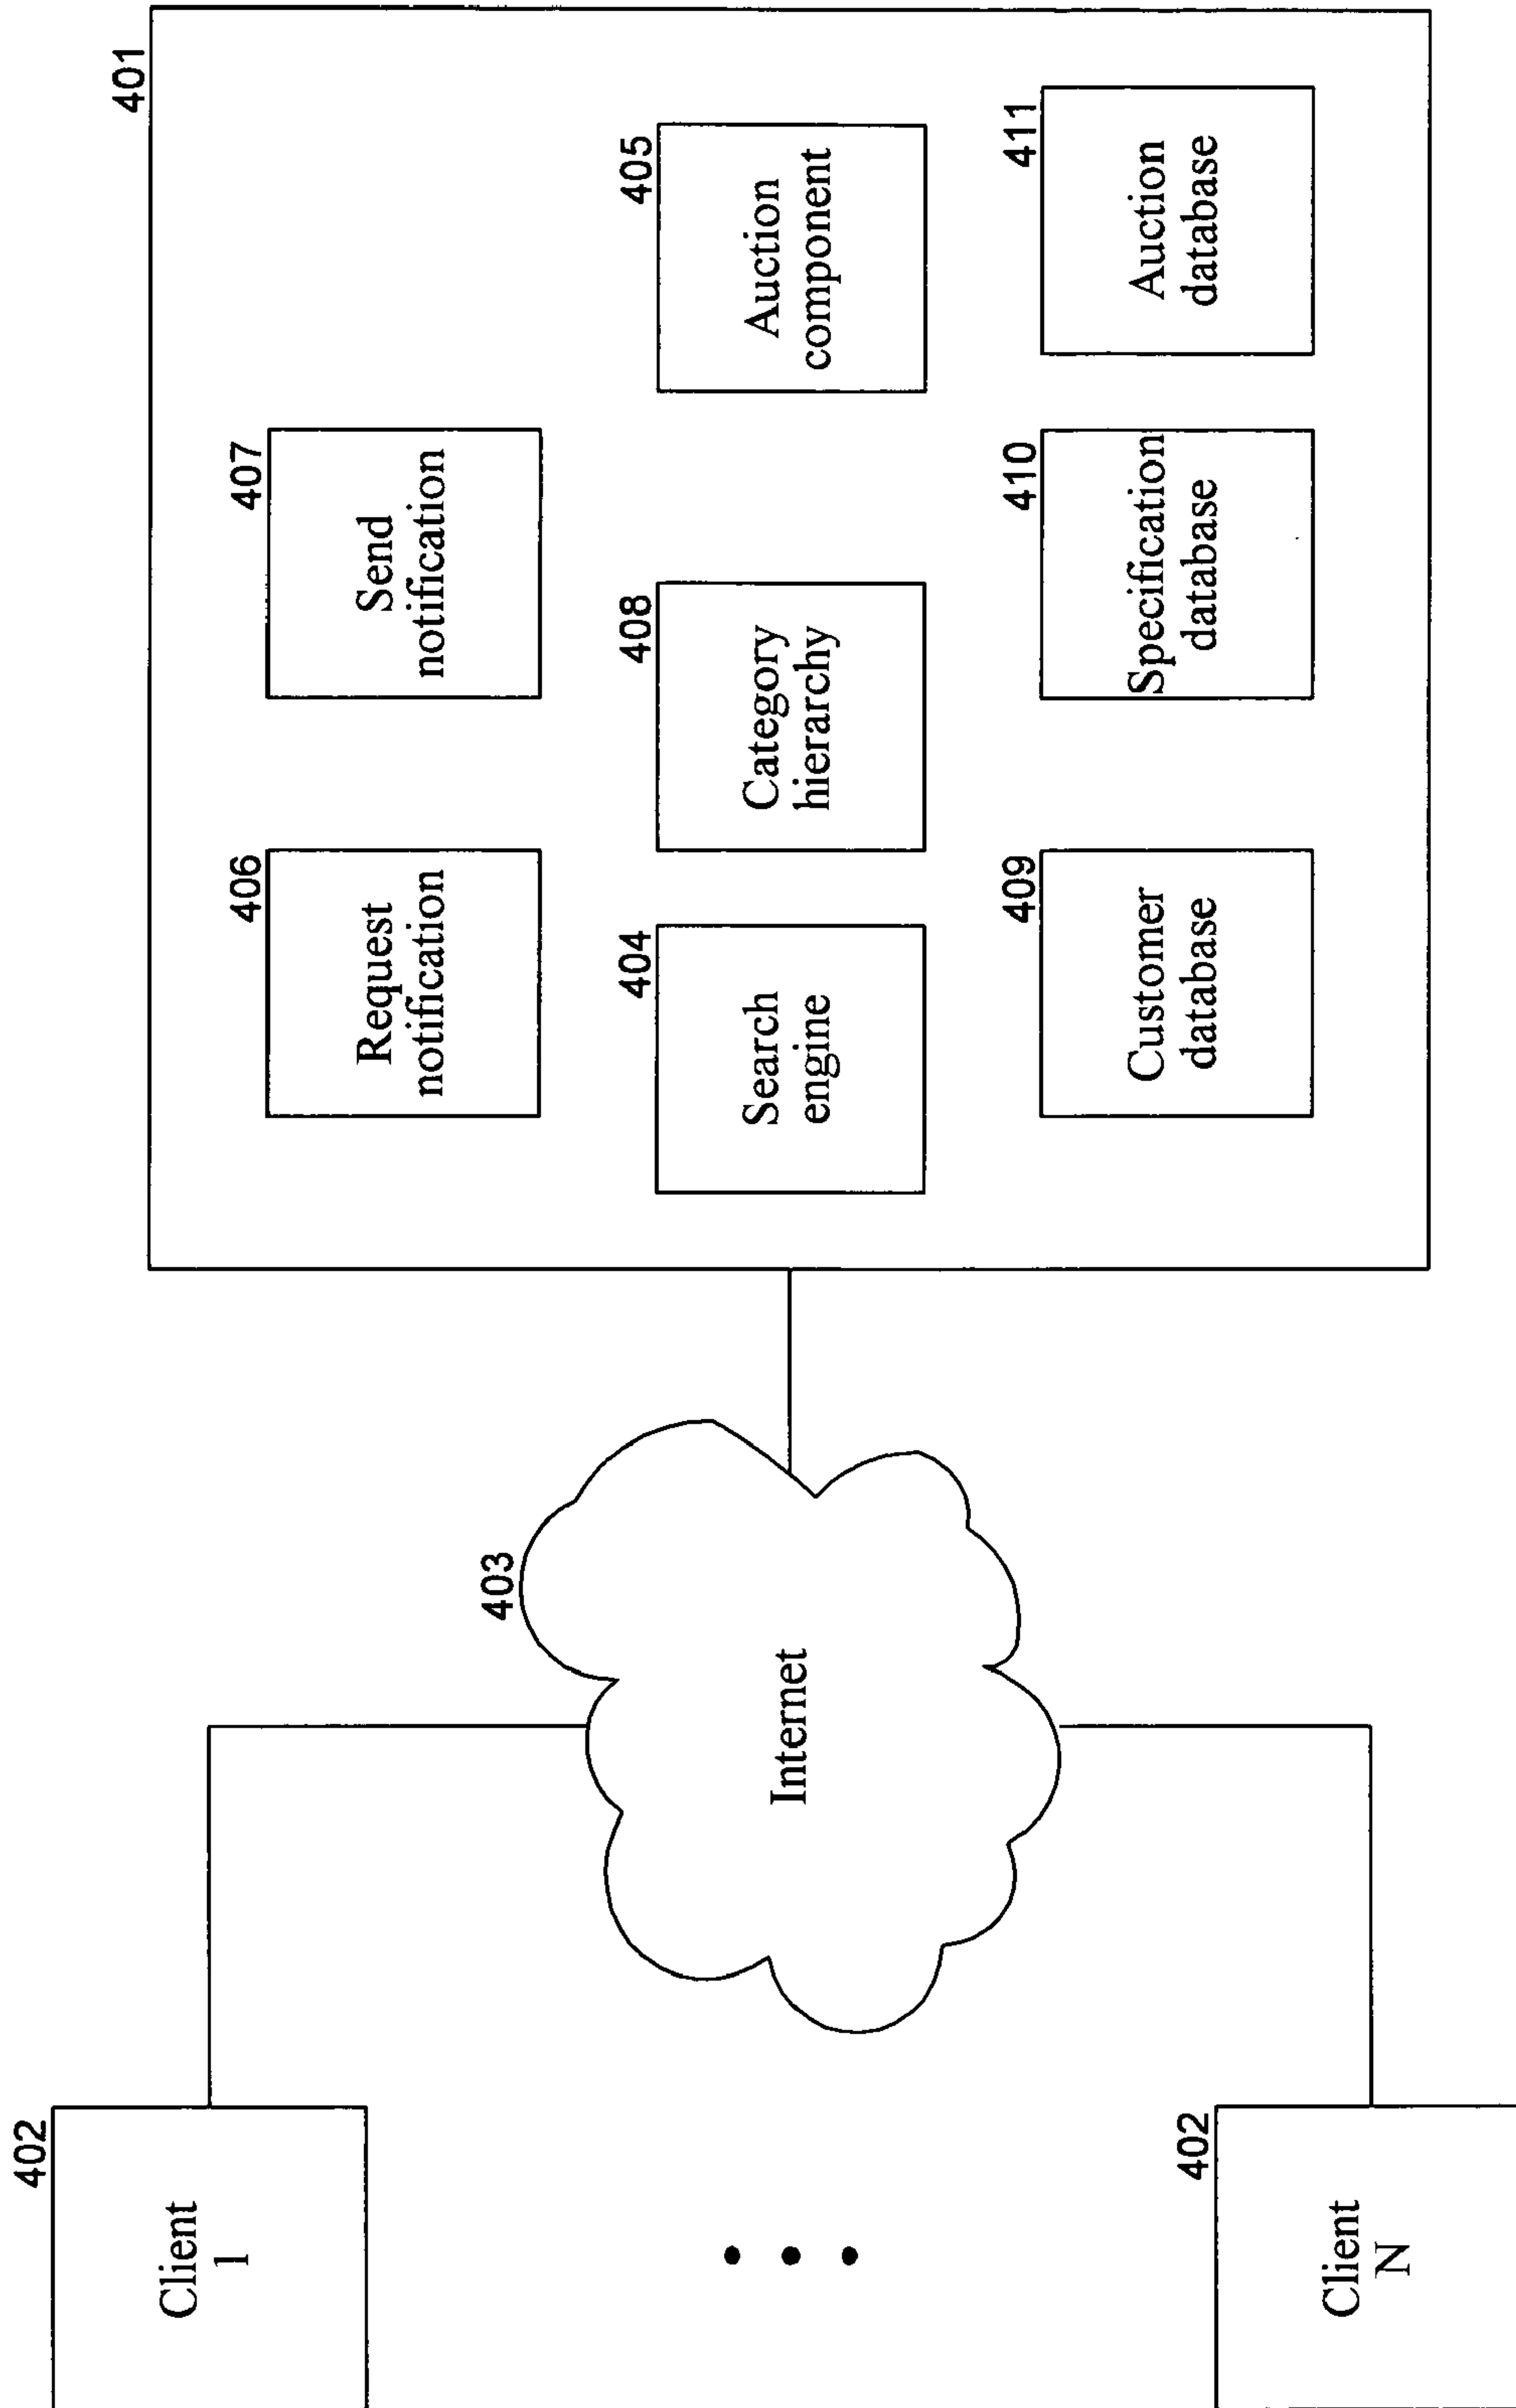 401
402
Client
1
406
Request
notification
407
Send
notification
403
Internet
404
Search
engine
408
Category
hierarchy
405
Auction
component
402
Client
N
409
Customer
database
410
Specification
database
411
Auction
database